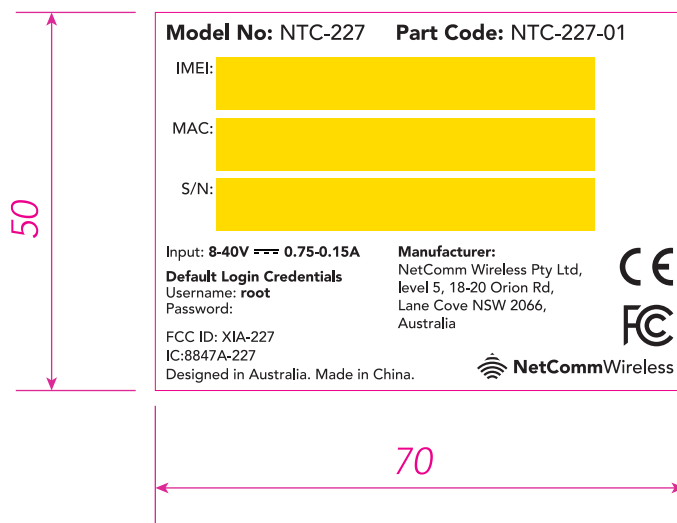 Model No: NTC-227 Part Code: NTC-227-01
IMEI:
MAC:
S/N:
Input: 8-40V ⎓ 0.75-0.15A
Default Login Credentials
Username: root
Password:
FCC ID: XIA-227
IC:8847A-227
Designed in Australia. Made in China.
Manufacturer:
NetComm Wireless Pty Ltd,
level 5, 18-20 Orion Rd,
Lane Cove NSW 2066,
Australia
CE
FC
NetCommWireless
50
70